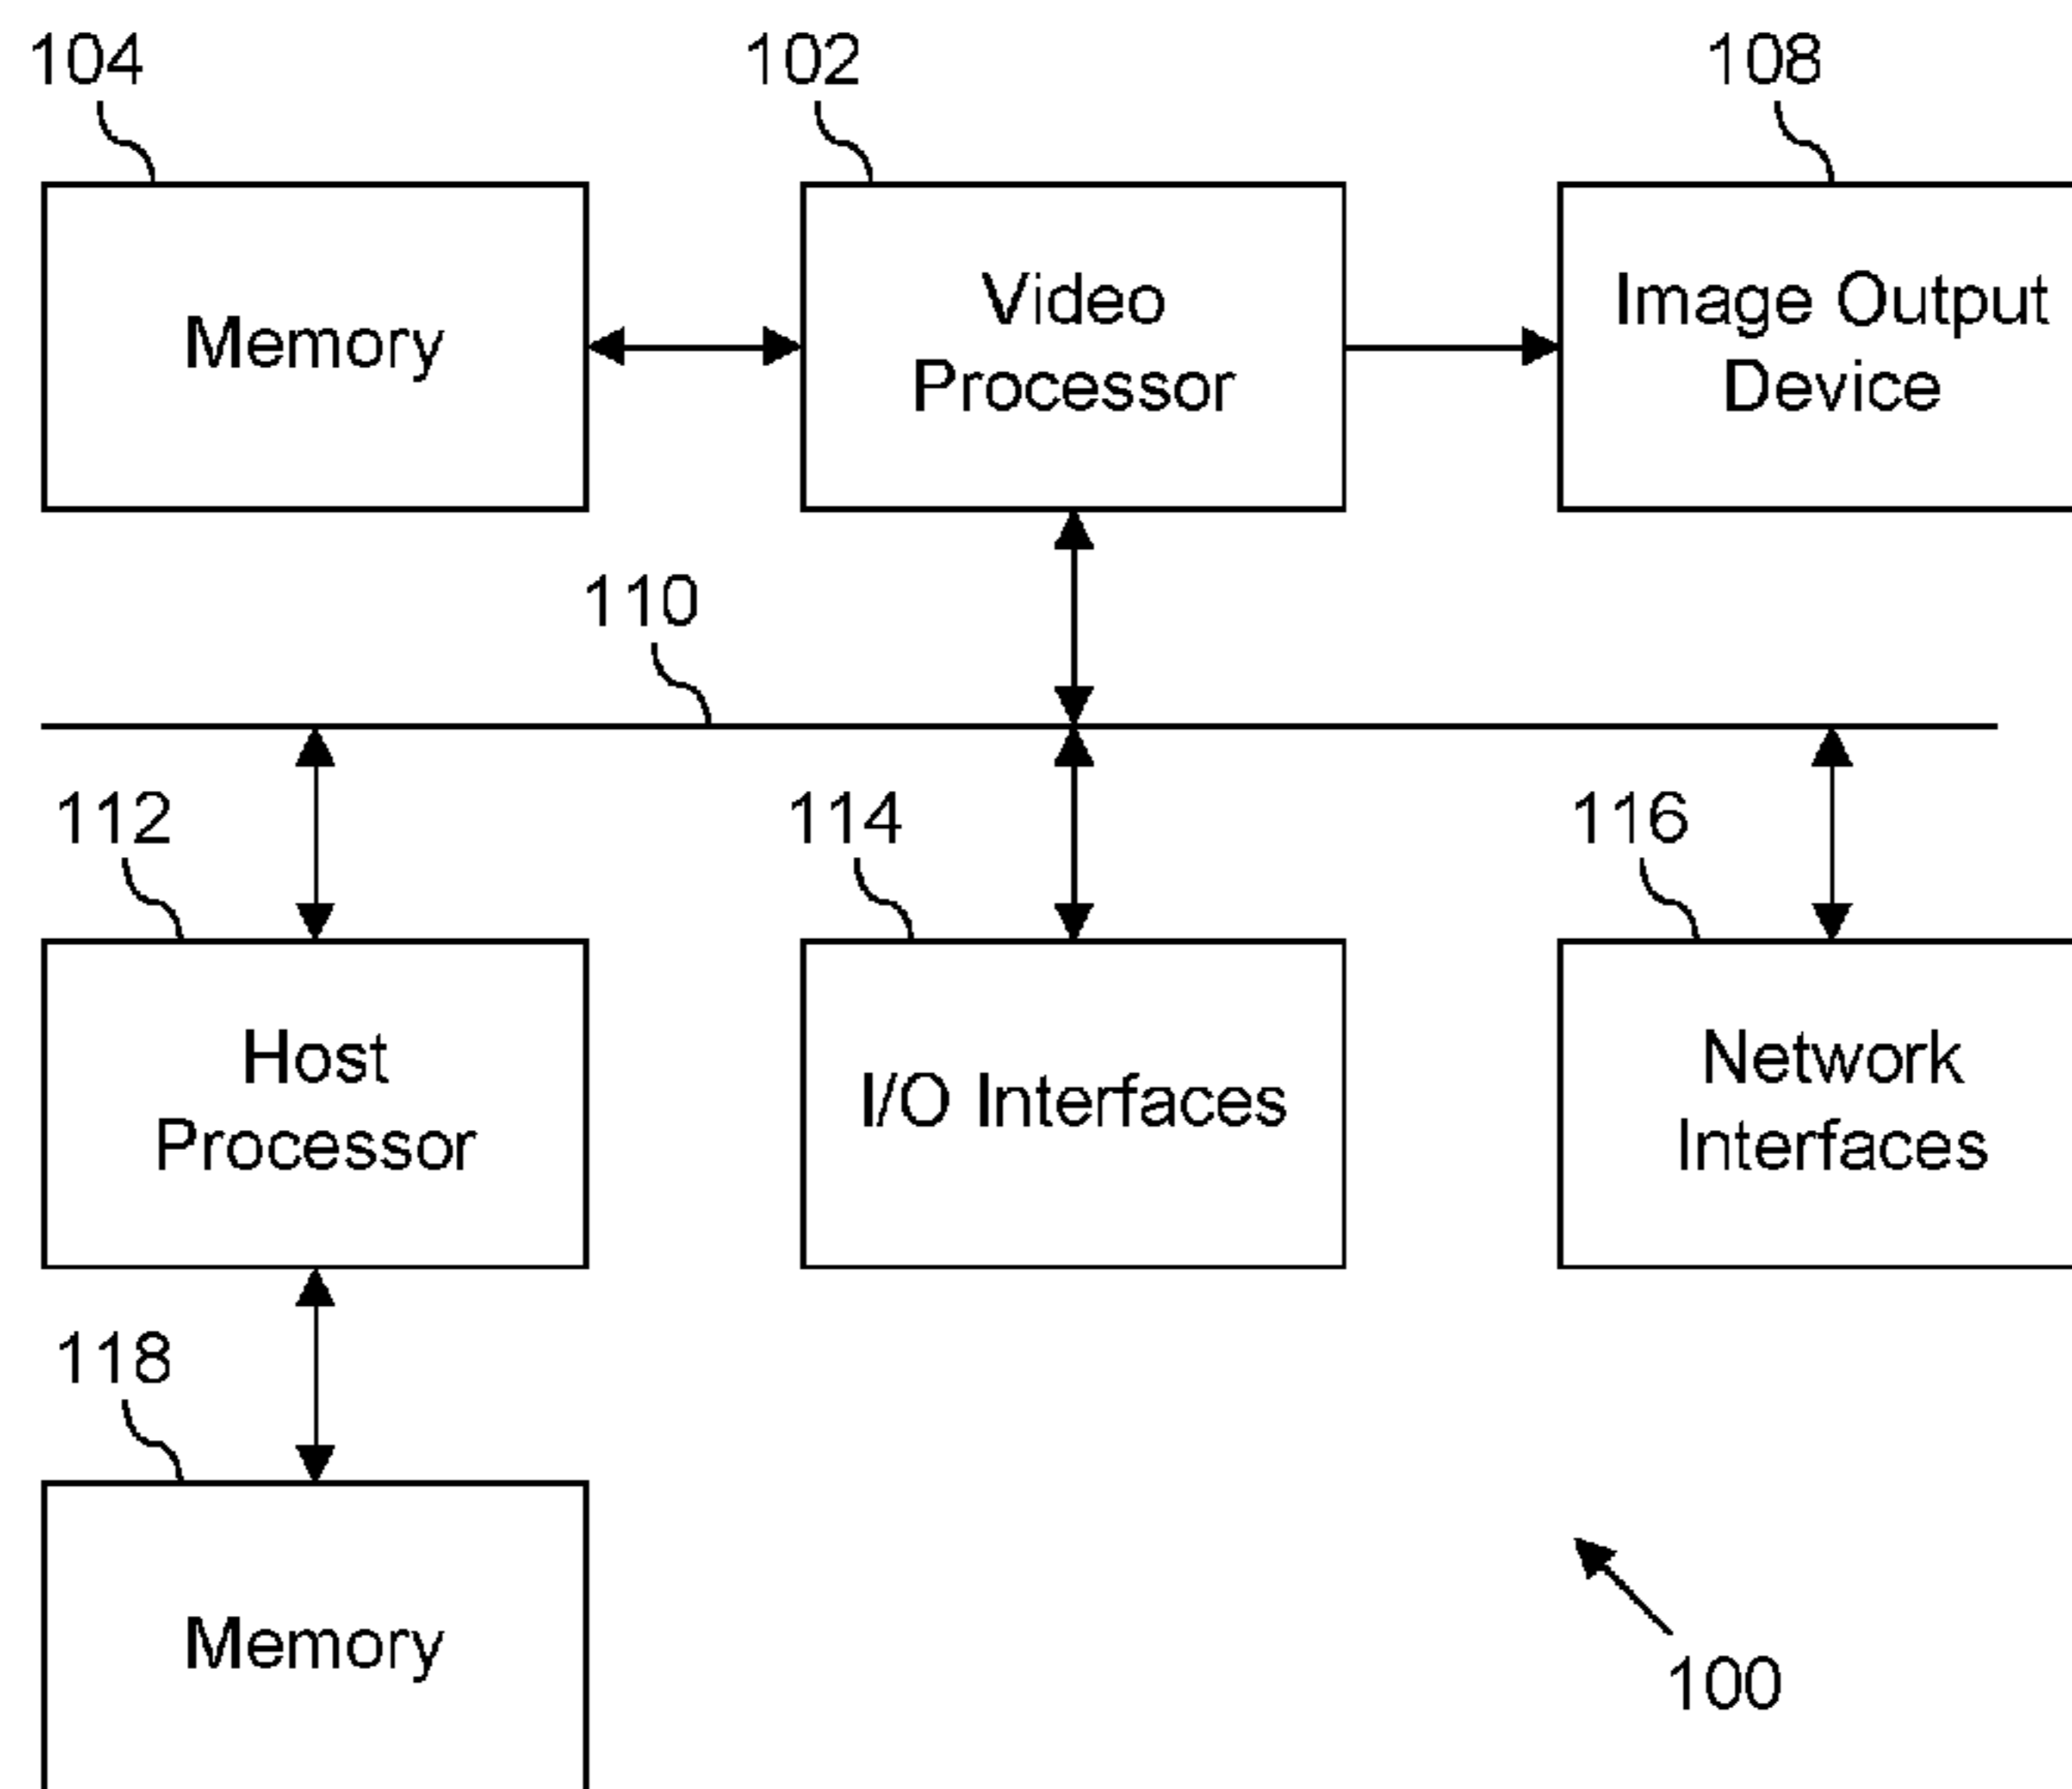 104
102
108
Memory
Video
Processor
Image Output
Device
110
112
114
116
Host
Processor
I/O Interfaces
Network
Interfaces
118
Memory
100